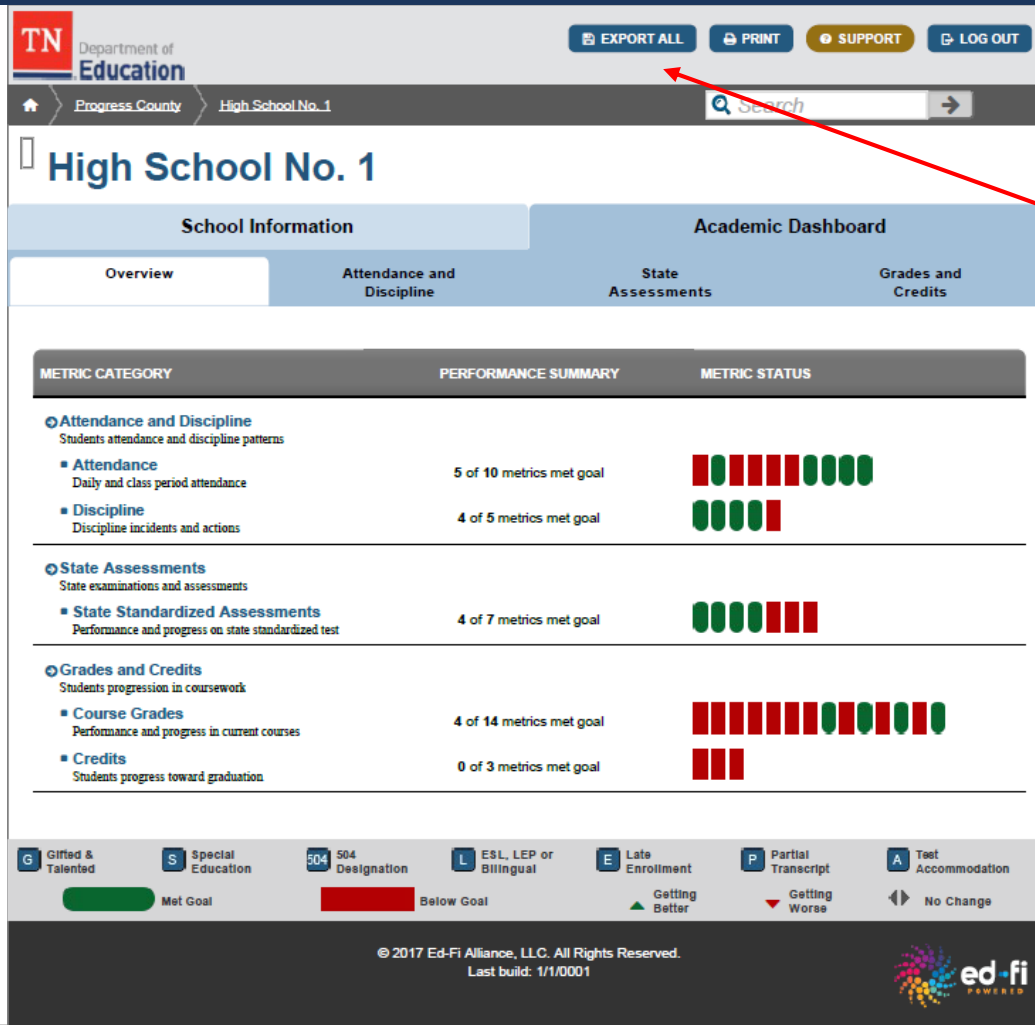 TN
Department of
Education
EXPORT ALL PRINT SUPPORT LOG OUT
Progress County High School No. 1
Search
High School No. 1
School Information Academic Dashboard
Overview
Attendance and
Discipline
State
Assessments
Grades and
Credits
METRIC CATEGORY PERFORMANCE SUMMARY METRIC STATUS
Attendance and Discipline
Students attendance and discipline patterns
Attendance
Daily and class period attendance
5 of 10 metrics met goal
Discipline
Discipline incidents and actions
4 of 5 metrics met goal
State Assessments
State examinations and assessments
State Standardized Assessments
Performance and progress on state standardized test
4 of 7 metrics met goal
Grades and Credits
Students progression in coursework
Course Grades
Performance and progress in current courses
4 of 14 metrics met goal
Credits
Students progress toward graduation
0 of 3 metrics met goal
G Gifted &
Talented
S Special
Education
504 504
Designation
L ESL, LEP or
Bilingual
E Late
Enrollment
P Partial
Transcript
A Test
Accommodation
Met Goal
Below Goal
Getting
Better
Getting
Worse
No Change
© 2017 Ed-Fi Alliance, LLC. All Rights Reserved.
Last build: 1/1/0001
ed-fi
POWERED